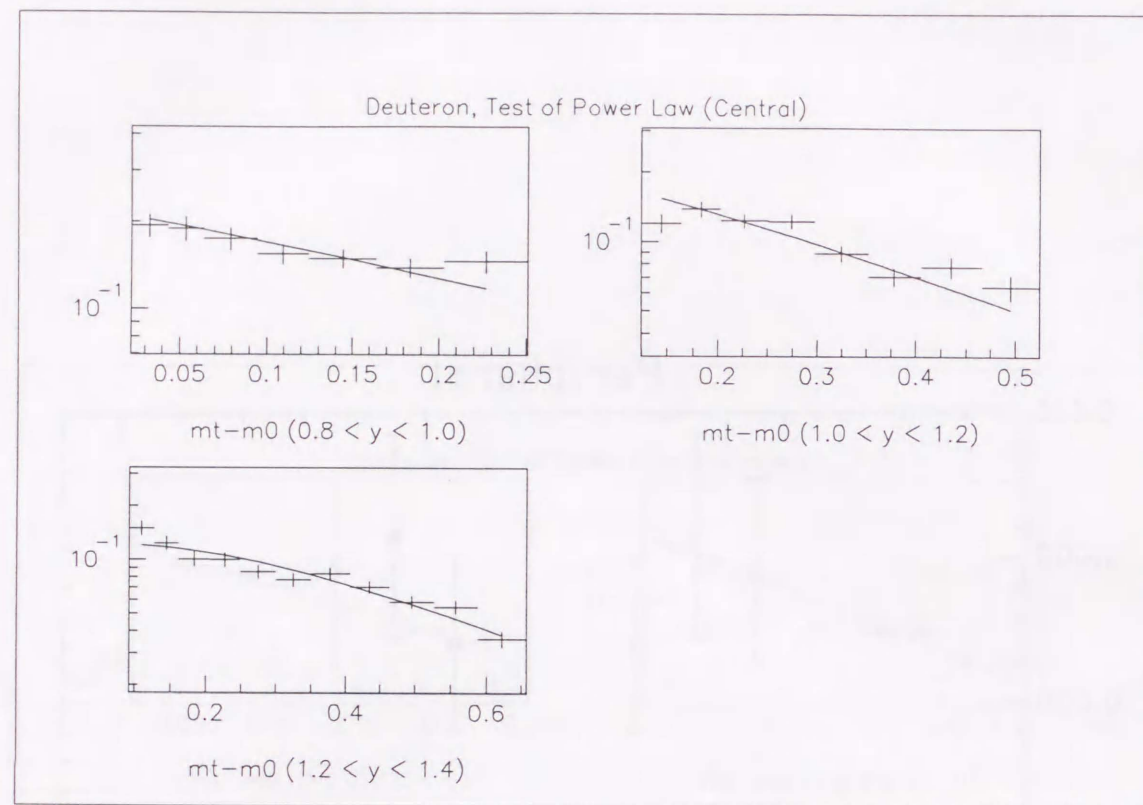 Deuteron, Test of Power Law (Central)
10⁻¹
0.05 0.1 0.15 0.2 0.25
mt-m0 (0.8 < y < 1.0)
10⁻¹
0.2 0.3 0.4 0.5
mt-m0 (1.0 < y < 1.2)
10⁻¹
0.2 0.4 0.6
mt-m0 (1.2 < y < 1.4)